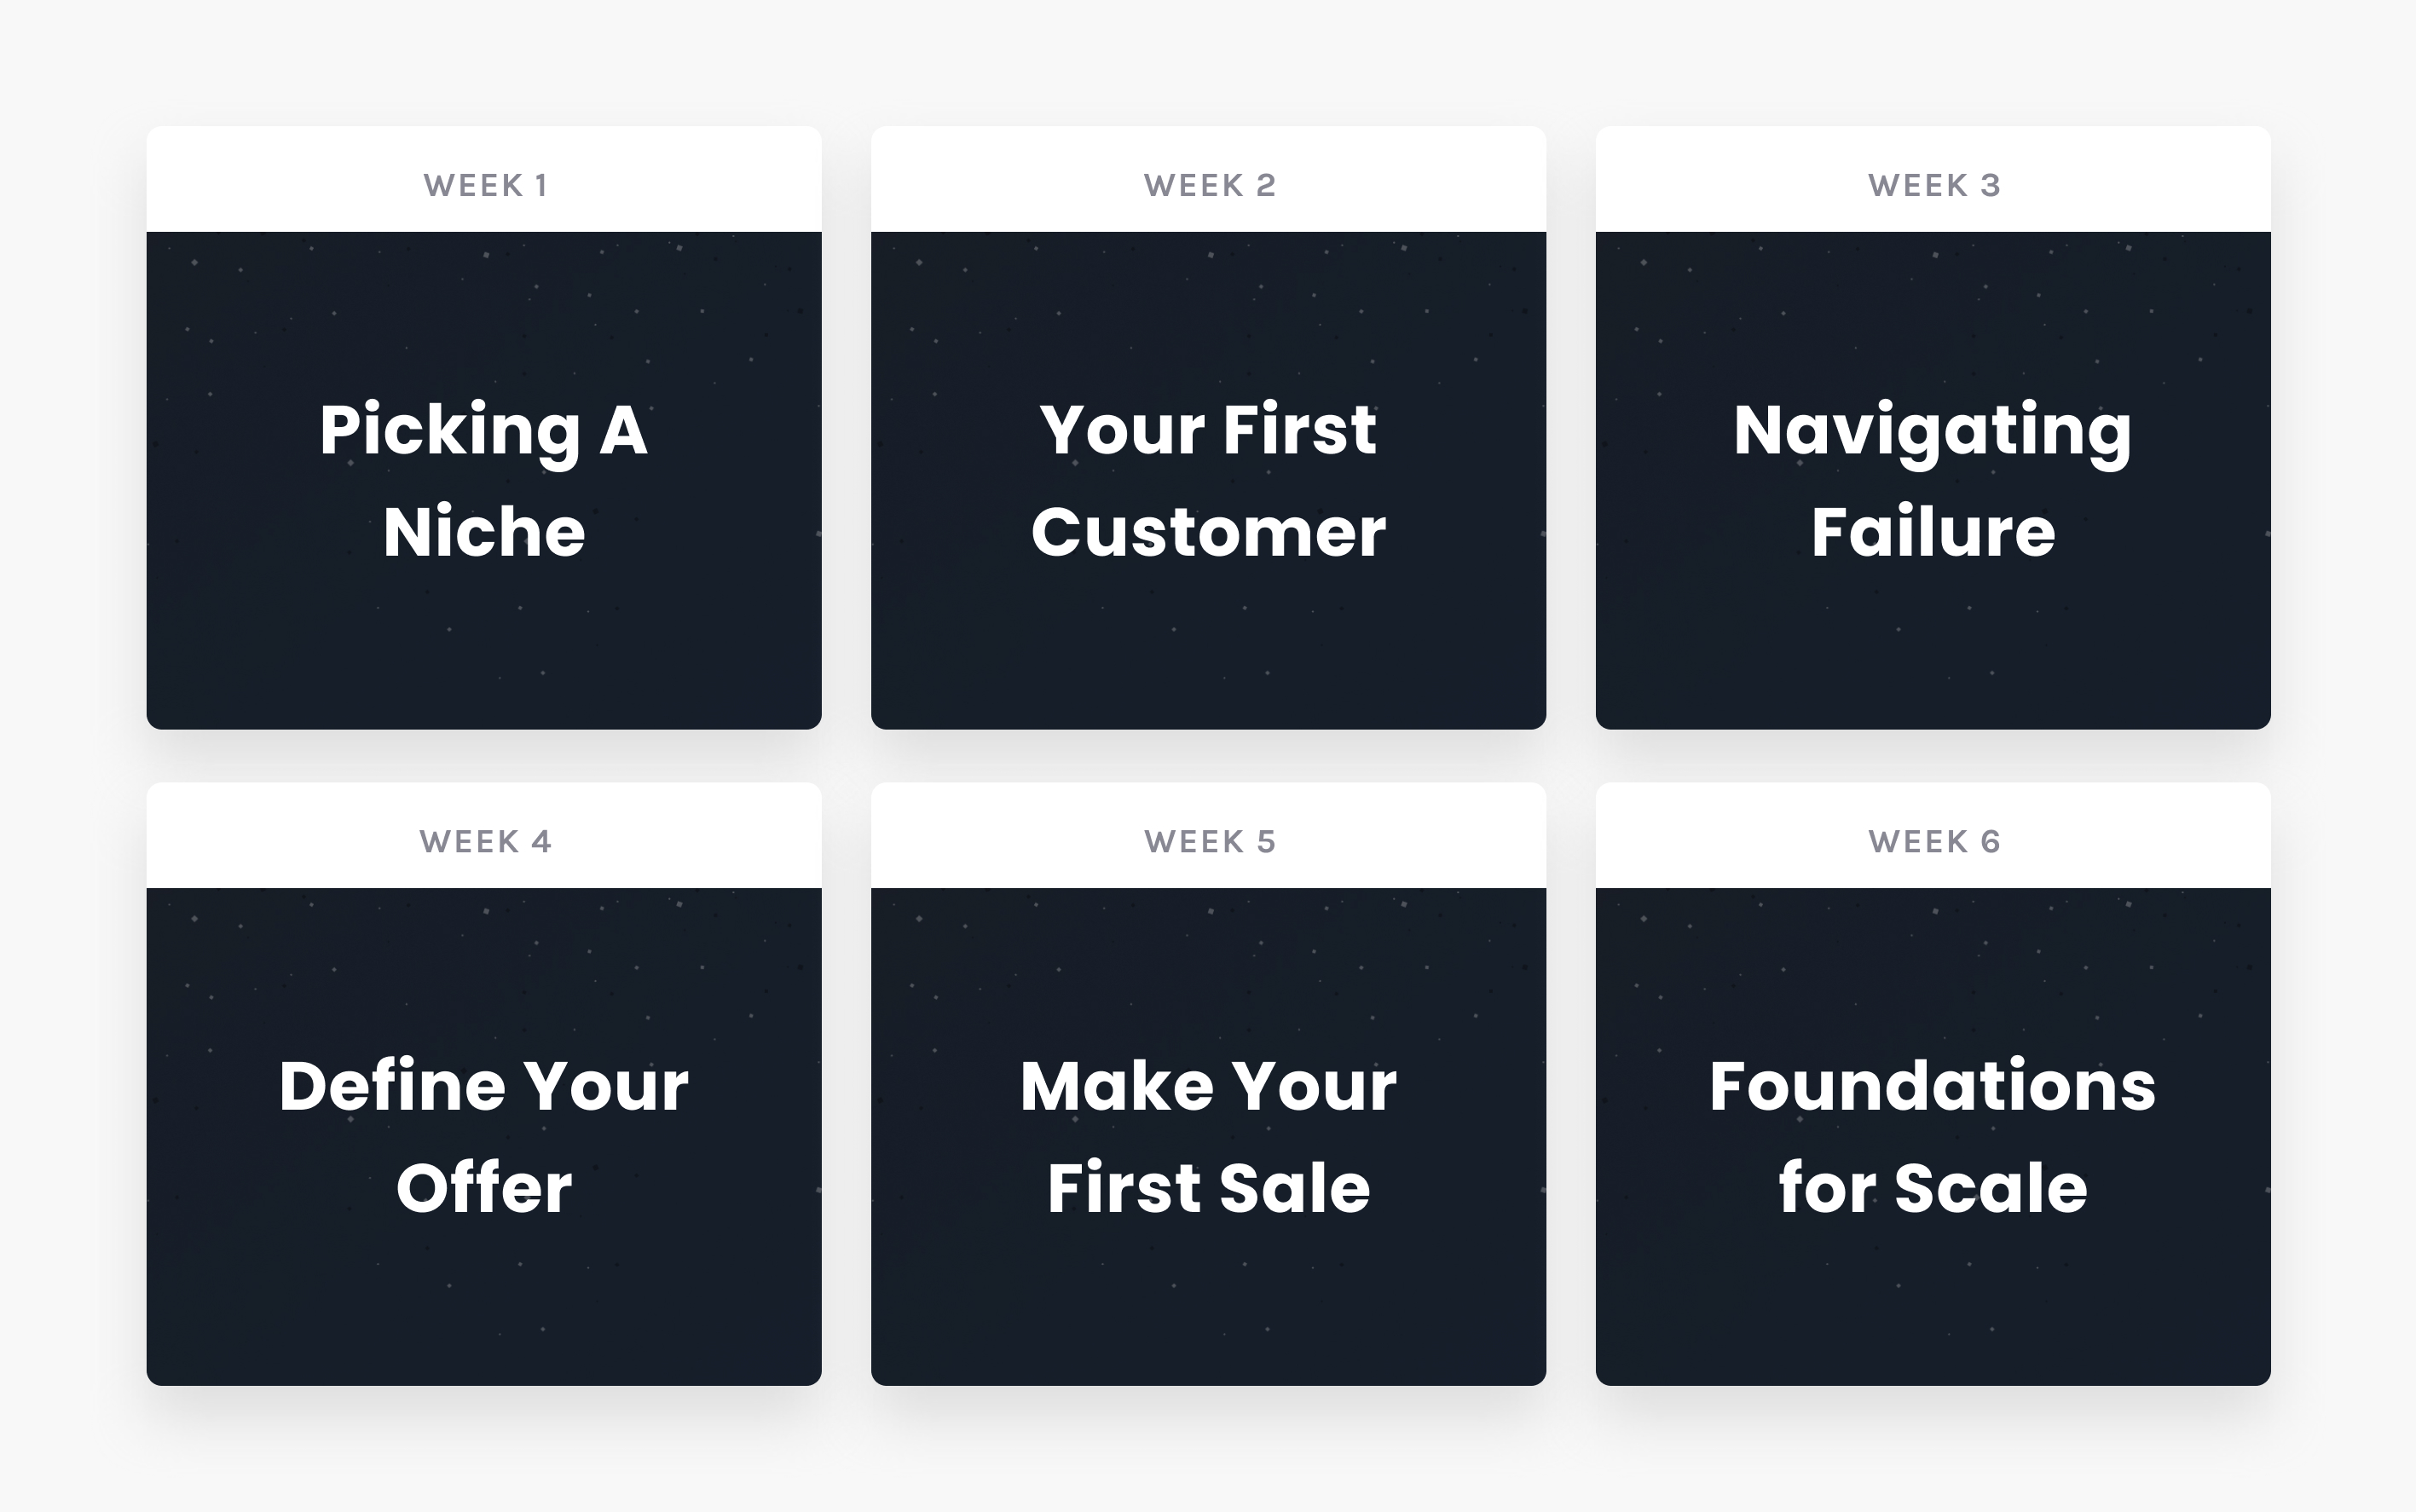 WEEK 1
Picking A
Niche
WEEK 2
Your First
Customer
WEEK 3
Navigating
Failure
WEEK 4
Define Your
Offer
WEEK 5
Make Your
First Sale
WEEK 6
Foundations
for Scale